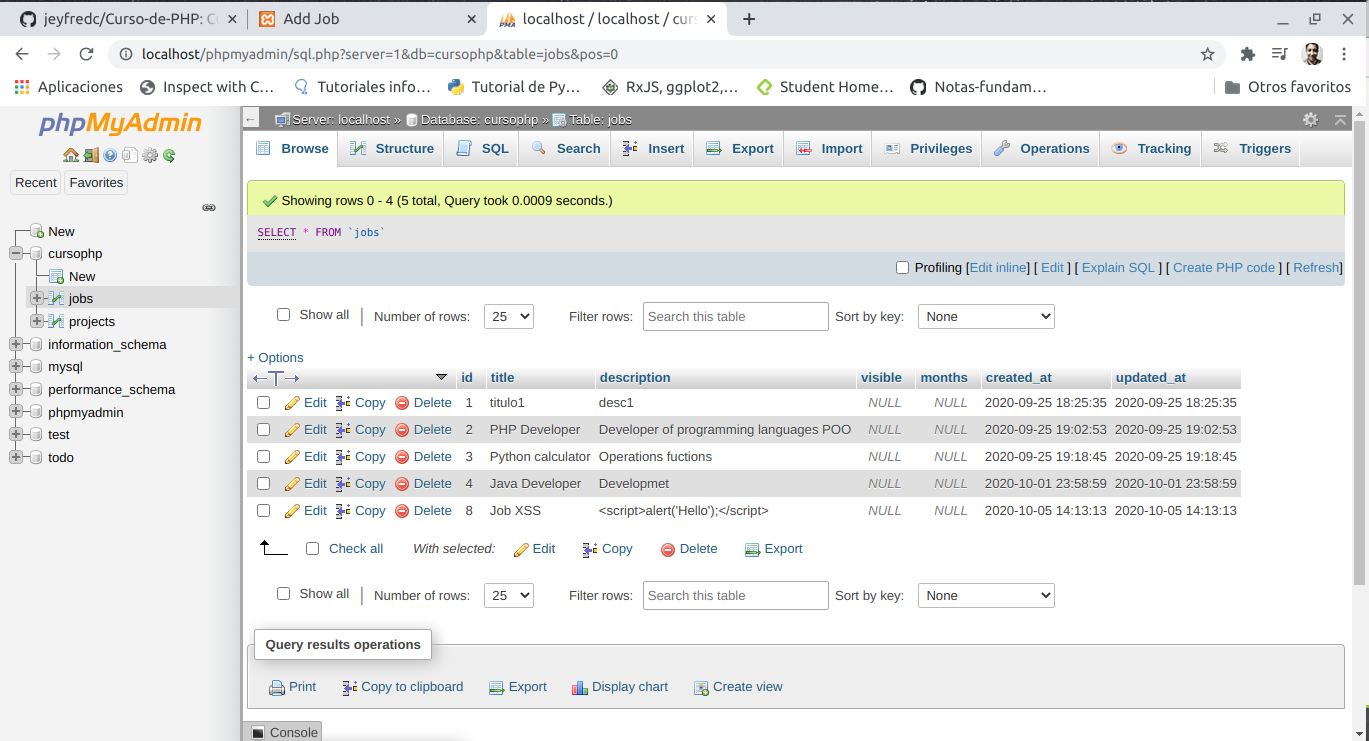 jeyfredc/Curso-de-PHP: C
Add Job
localhost / localhost / curs
localhost/phpmyadmin/sql.php?server=1&db=cursophp&table=jobs&pos=0
Aplicaciones Inspect with C… Tutoriales info… Tutorial de Py… RxJS, ggplot2,… Student Home… Notas-fundam… Otros favoritos
phpMyAdmin
Recent Favorites
New
cursophp
New
jobs
projects
information_schema
mysql
performance_schema
phpmyadmin
test
todo
Server: localhost » Database: cursophp » Table: jobs
Browse Structure SQL Search Insert Export Import Privileges Operations Tracking Triggers
Showing rows 0 - 4 (5 total, Query took 0.0009 seconds.)
SELECT * FROM `jobs`
Profiling [Edit inline] [ Edit ] [ Explain SQL ] [ Create PHP code ] [ Refresh]
Show all | Number of rows: 25 Filter rows: Search this table Sort by key: None
+ Options
←T→ id title description visible months created_at updated_at
Edit Copy Delete 1 titulo1 desc1 NULL NULL 2020-09-25 18:25:35 2020-09-25 18:25:35
Edit Copy Delete 2 PHP Developer Developer of programming languages POO NULL NULL 2020-09-25 19:02:53 2020-09-25 19:02:53
Edit Copy Delete 3 Python calculator Operations fuctions NULL NULL 2020-09-25 19:18:45 2020-09-25 19:18:45
Edit Copy Delete 4 Java Developer Developmet NULL NULL 2020-10-01 23:58:59 2020-10-01 23:58:59
Edit Copy Delete 8 Job XSS <script>alert('Hello');</script> NULL NULL 2020-10-05 14:13:13 2020-10-05 14:13:13
Check all With selected: Edit Copy Delete Export
Show all | Number of rows: 25 Filter rows: Search this table Sort by key: None
Query results operations
Print Copy to clipboard Export Display chart Create view
Console